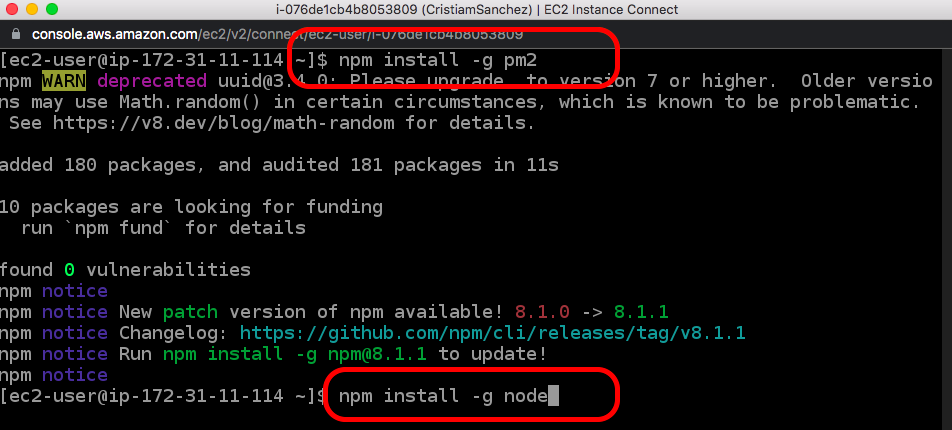 i-076de1cb4b8053809 (CristiamSanchez) | EC2 Instance Connect
console.aws.amazon.com/ec2/v2/connect/ec2-user/i-076de1cb4b8053809
[ec2-user@ip-172-31-11-114 ~]$ npm install -g pm2
npm WARN deprecated uuid@3.4.0: Please upgrade  to version 7 or higher.  Older versio
ns may use Math.random() in certain circumstances, which is known to be problematic.
 See https://v8.dev/blog/math-random for details.
added 180 packages, and audited 181 packages in 11s
10 packages are looking for funding
  run `npm fund` for details
found 0 vulnerabilities
npm notice
npm notice New patch version of npm available! 8.1.0 -> 8.1.1
npm notice Changelog: https://github.com/npm/cli/releases/tag/v8.1.1
npm notice Run npm install -g npm@8.1.1 to update!
npm notice
[ec2-user@ip-172-31-11-114 ~]$ npm install -g node